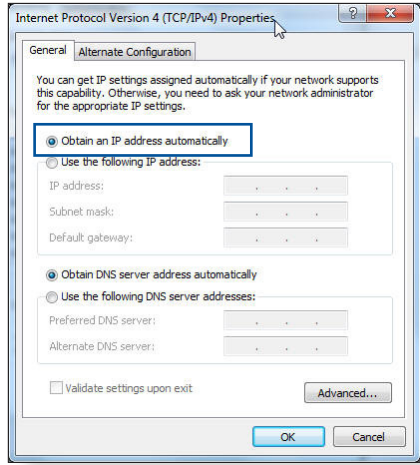 Internet Protocol Version 4 (TCP/IPv4) Properties
General
Alternate Configuration
You can get IP settings assigned automatically if your network supports
this capability. Otherwise, you need to ask your network administrator
for the appropriate IP settings.
Obtain an IP address automatically
Use the following IP address:
IP address:
Subnet mask:
Default gateway:
Obtain DNS server address automatically
Use the following DNS server addresses:
Preferred DNS server:
Alternate DNS server:
Validate settings upon exit
Advanced...
OK
Cancel